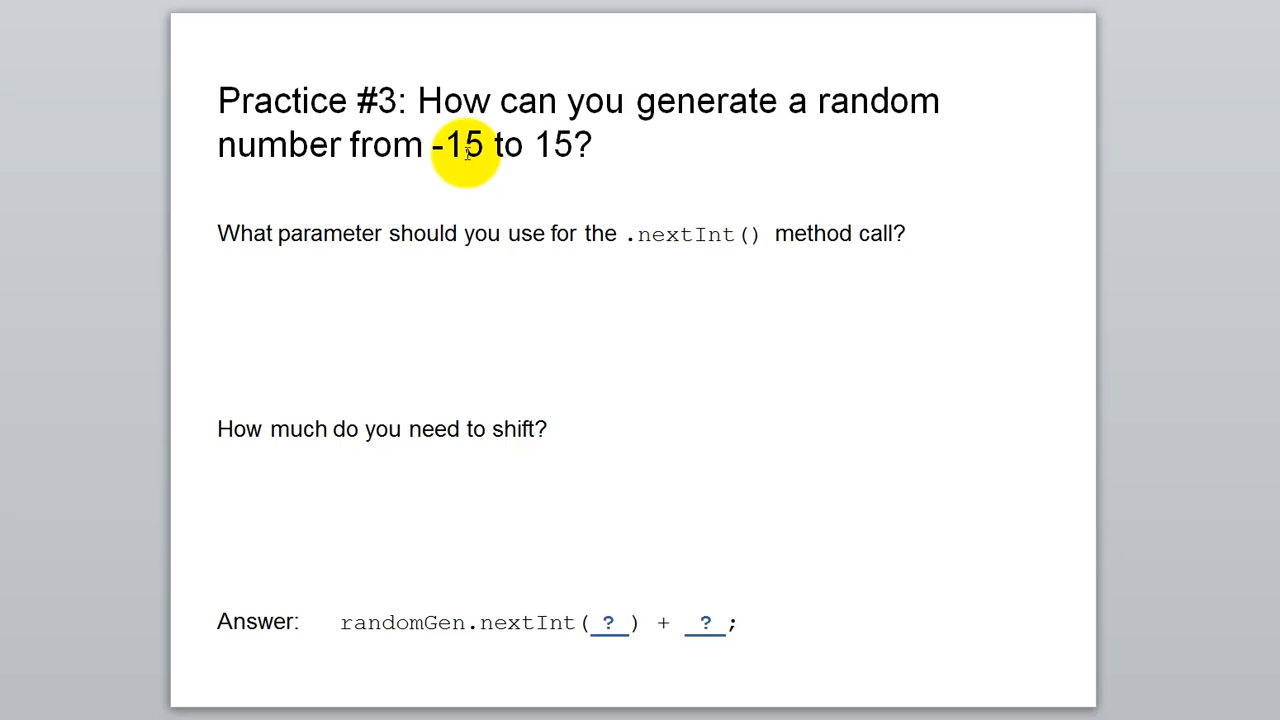 Practice #3: How can you generate a random
number from -15 to 15?
What parameter should you use for the .nextInt() method call?
How much do you need to shift?
Answer: randomGen.nextInt( ? ) + ? ;